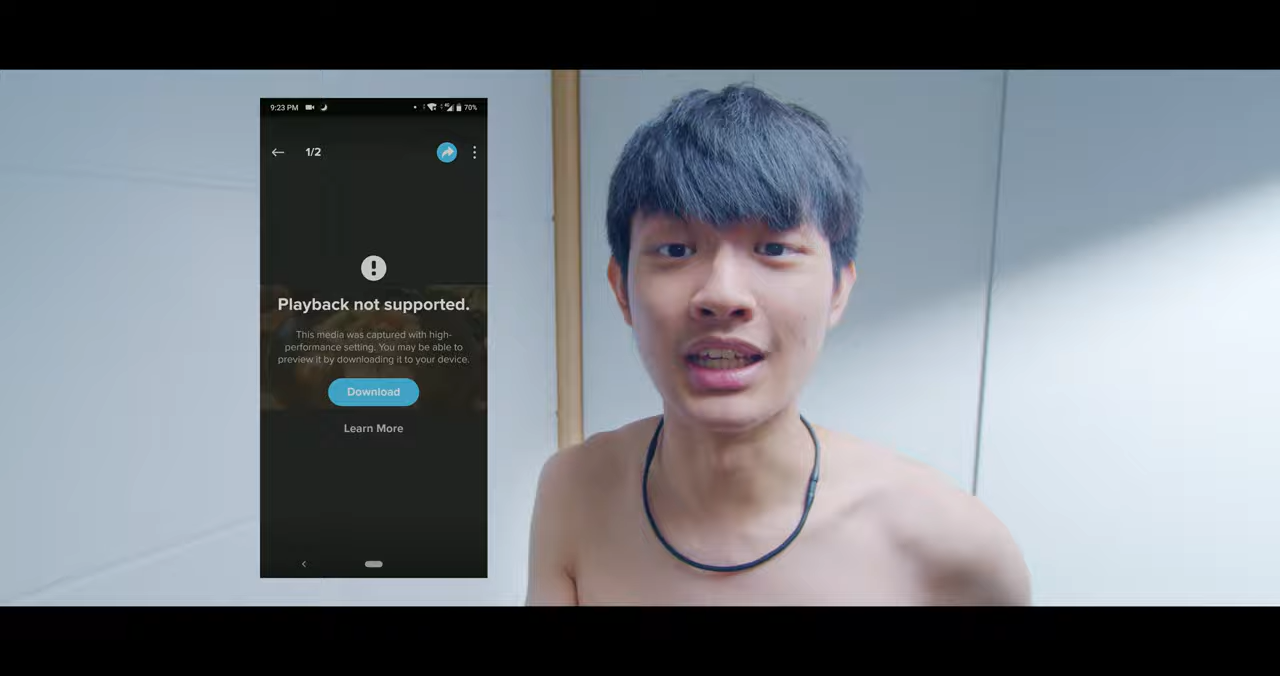 9:23 PM 70%
1/2
Playback not supported.
This media was captured with high-
performance setting. You may be able to
preview it by downloading it to your device.
Download
Learn More